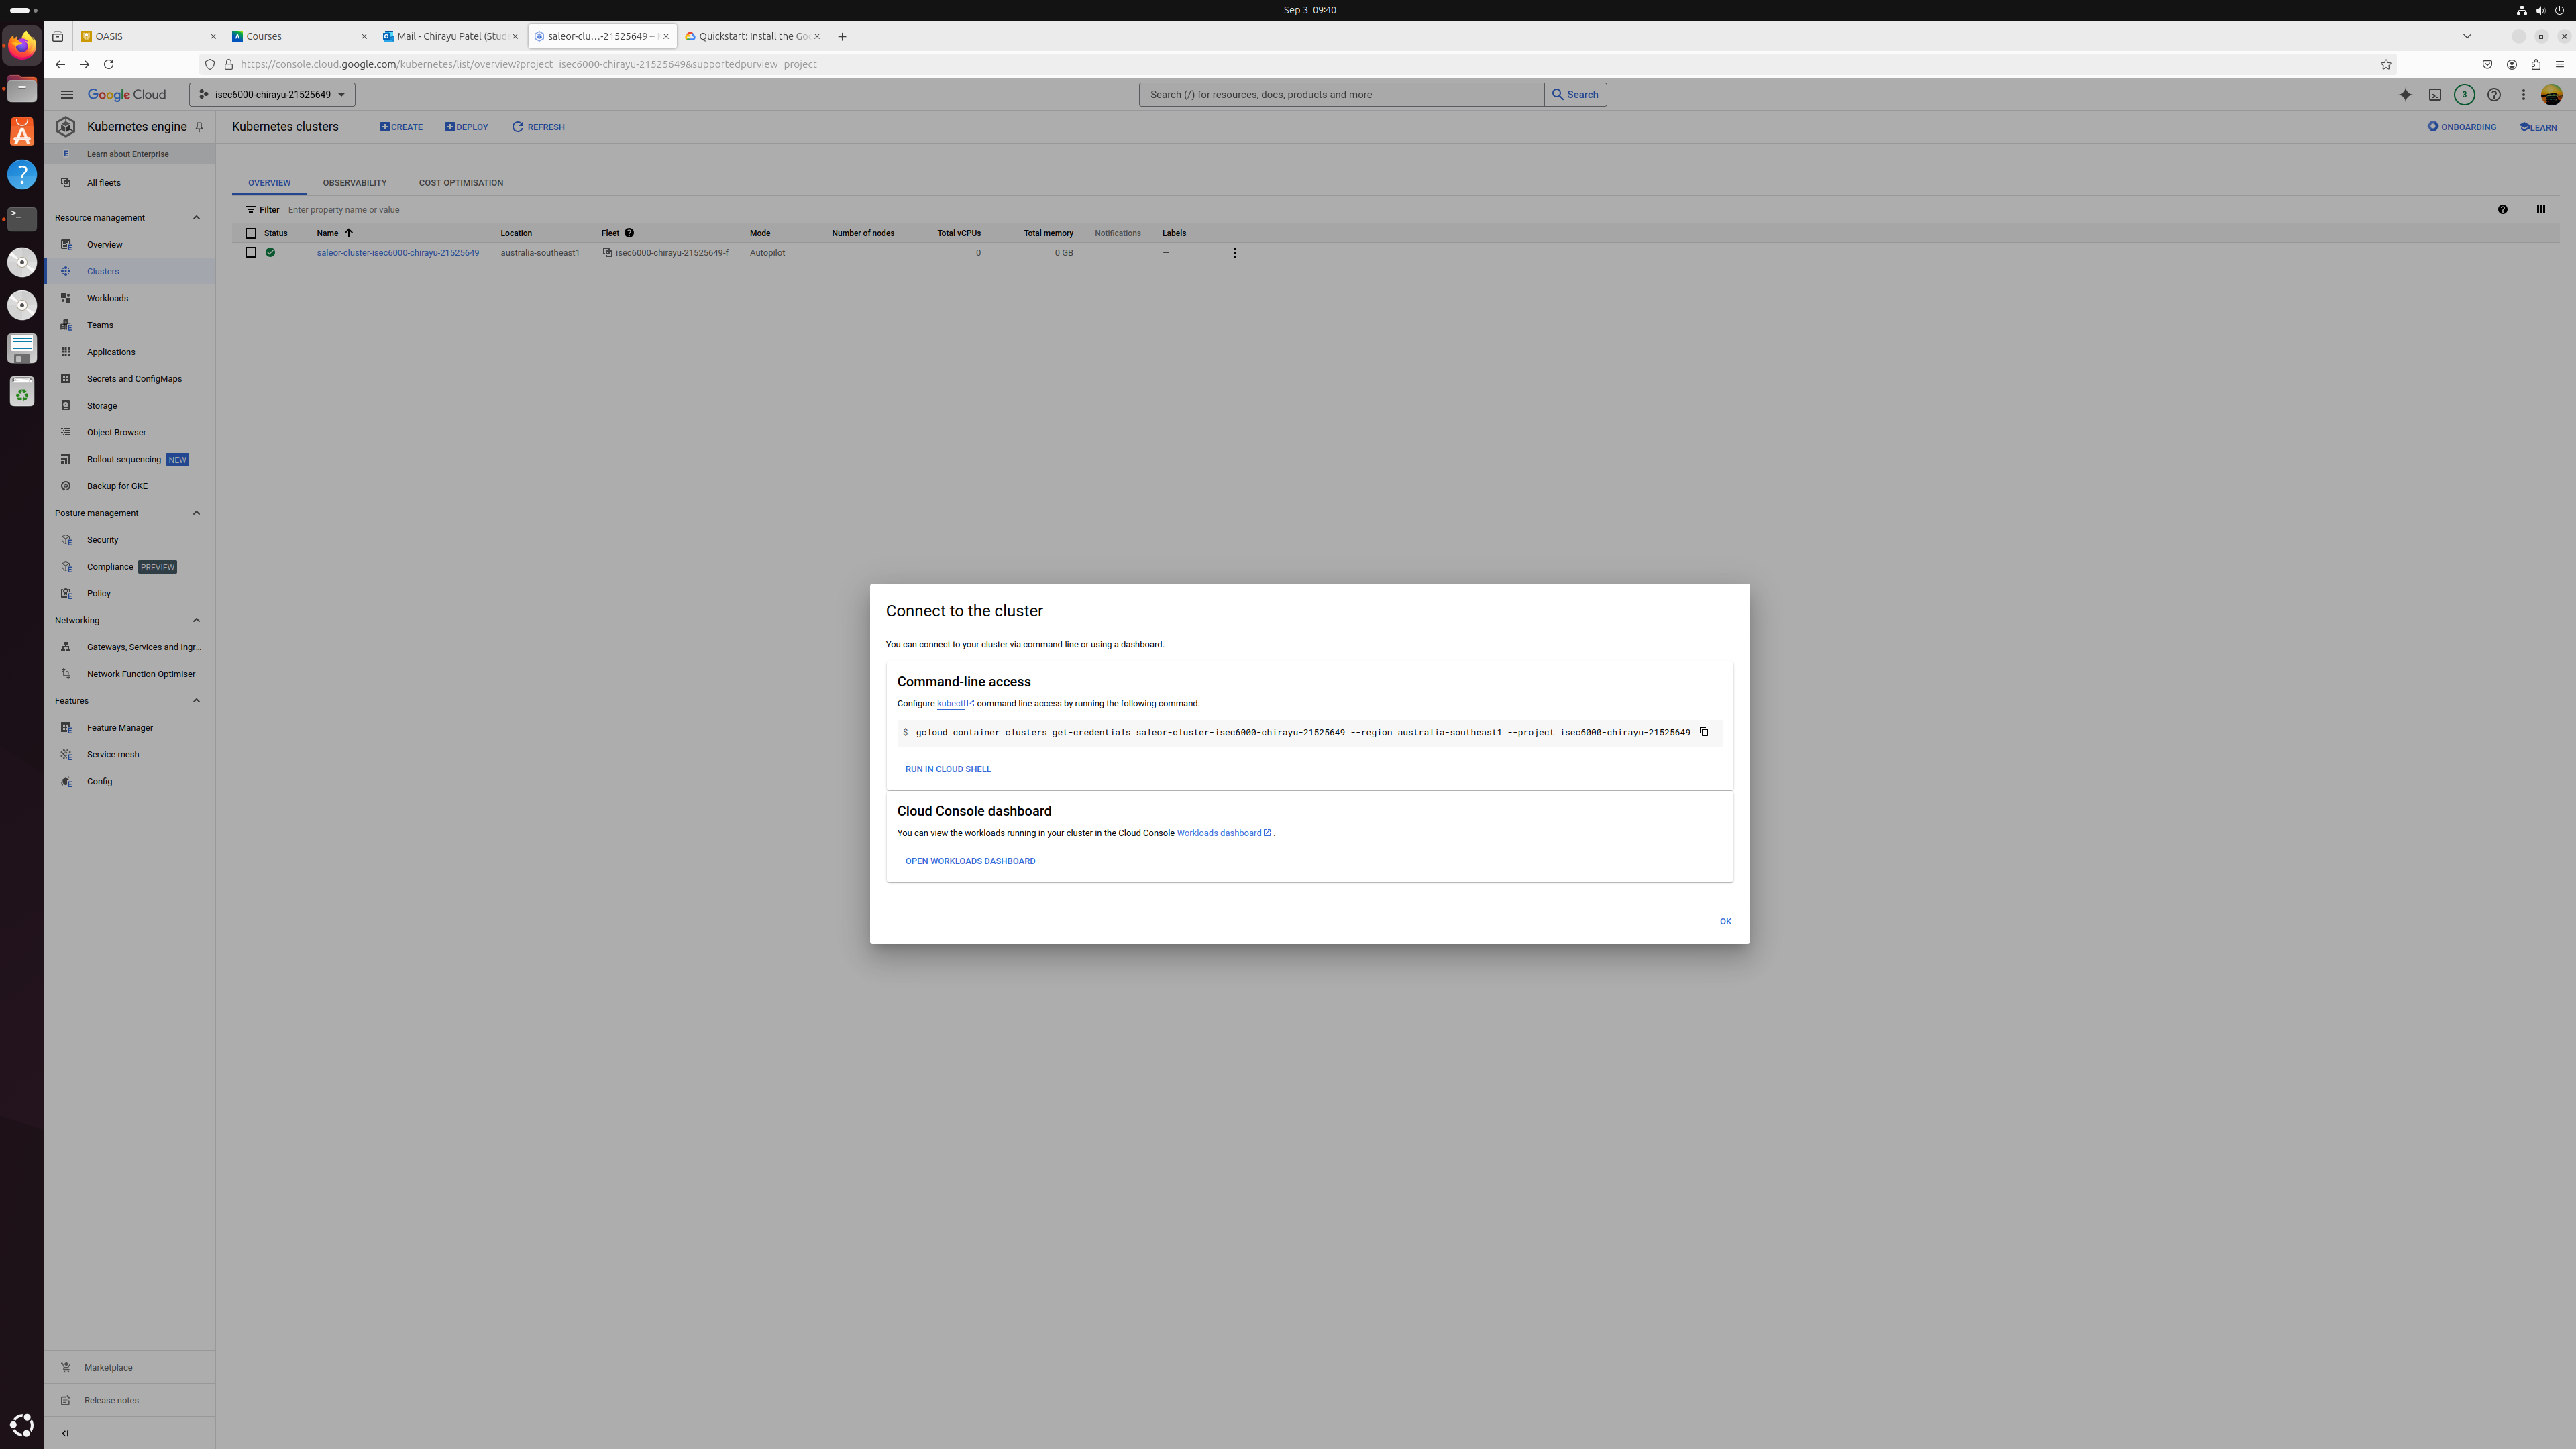 Sep 3 09:40
OASIS
Courses
Mail - Chirayu Patel (Stud
saleor-clu…-21525649 –
Quickstart: Install the Go
https://console.cloud.google.com/kubernetes/list/overview?project=isec6000-chirayu-21525649&supportedpurview=project
Google Cloud
isec6000-chirayu-21525649
Search (/) for resources, docs, products and more
Search
3
Kubernetes engine
Kubernetes clusters
CREATE
DEPLOY
REFRESH
ONBOARDING
LEARN
Learn about Enterprise
All fleets
Resource management
Overview
Clusters
Workloads
Teams
Applications
Secrets and ConfigMaps
Storage
Object Browser
Rollout sequencing NEW
Backup for GKE
Posture management
Security
Compliance PREVIEW
Policy
Networking
Gateways, Services and Ingr...
Network Function Optimiser
Features
Feature Manager
Service mesh
Config
Marketplace
Release notes
OVERVIEW
OBSERVABILITY
COST OPTIMISATION
Filter Enter property name or value
Status Name Location Fleet Mode Number of nodes Total vCPUs Total memory Notifications Labels
saleor-cluster-isec6000-chirayu-21525649 australia-southeast1 isec6000-chirayu-21525649-f Autopilot 0 0 GB —
Connect to the cluster
You can connect to your cluster via command-line or using a dashboard.
Command-line access
Configure kubectl command line access by running the following command:
$ gcloud container clusters get-credentials saleor-cluster-isec6000-chirayu-21525649 --region australia-southeast1 --project isec6000-chirayu-21525649
RUN IN CLOUD SHELL
Cloud Console dashboard
You can view the workloads running in your cluster in the Cloud Console Workloads dashboard .
OPEN WORKLOADS DASHBOARD
OK